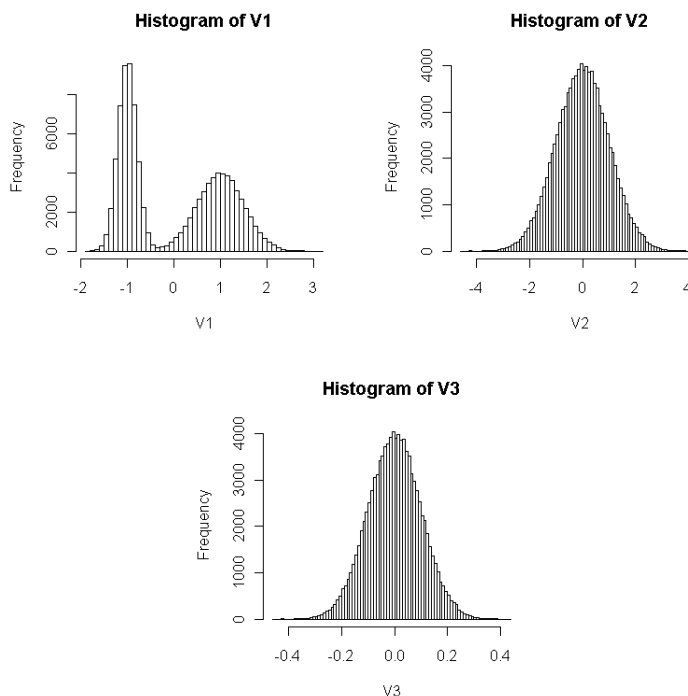 Histogram of V1
Frequency
6000
2000
0
-2 -1 0 1 2 3
V1
Histogram of V2
Frequency
4000
3000
2000
1000
0
-4 -2 0 2 4
V2
Histogram of V3
Frequency
4000
3000
2000
1000
0
-0.4 -0.2 0.0 0.2 0.4
V3